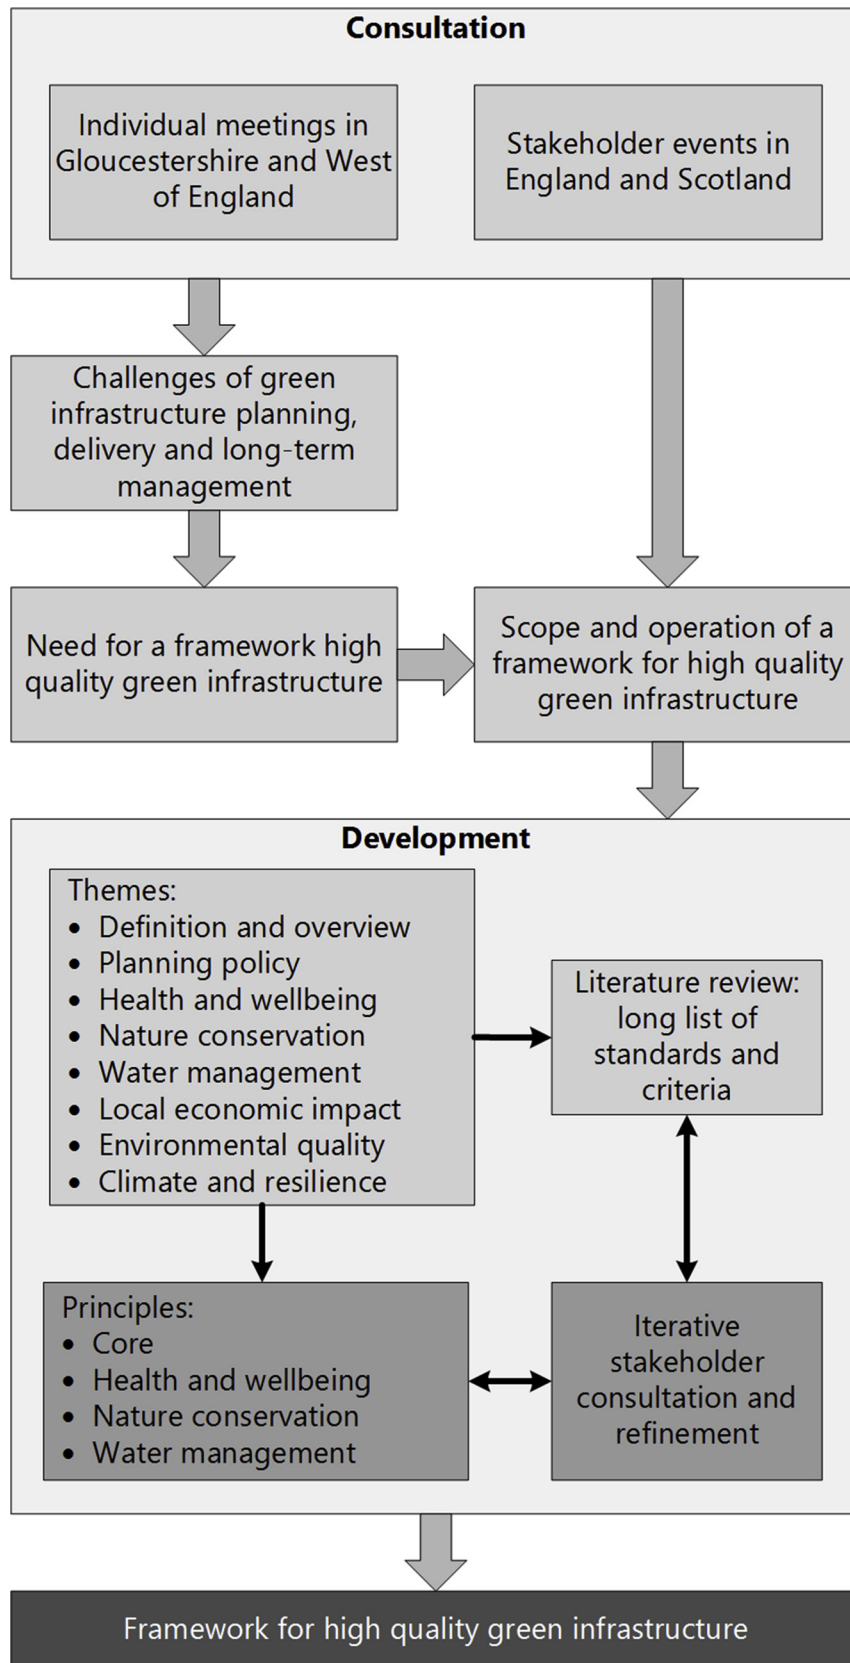 Consultation
Individual meetings in
Gloucestershire and West
of England
Stakeholder events in
England and Scotland
Challenges of green
infrastructure planning,
delivery and long-term
management
Need for a framework high
quality green infrastructure
Scope and operation of a
framework for high quality
green infrastructure
Development
Themes:
• Definition and overview
• Planning policy
• Health and wellbeing
• Nature conservation
• Water management
• Local economic impact
• Environmental quality
• Climate and resilience
Literature review:
long list of
standards and
criteria
Principles:
• Core
• Health and wellbeing
• Nature conservation
• Water management
Iterative
stakeholder
consultation and
refinement
Framework for high quality green infrastructure